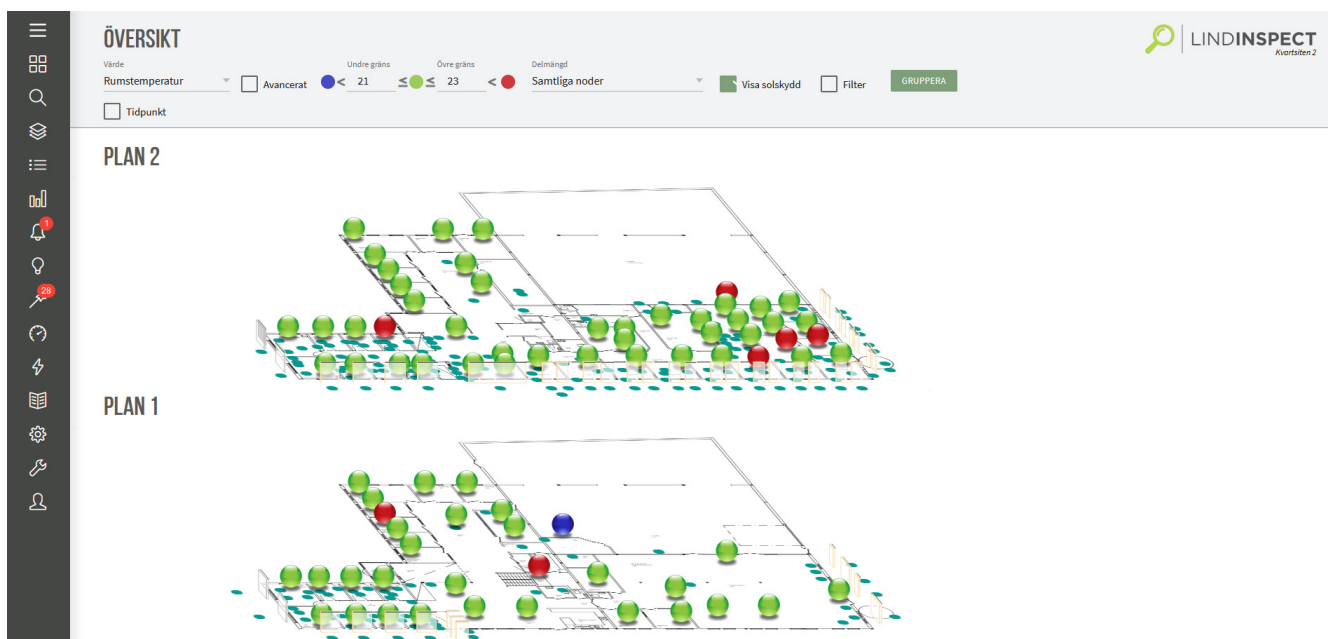 ÖVERSIKT
LINDINSPECT
Kvartsiten 2
Värde
Undre gräns
Övre gräns
Delmängd
Rumstemperatur
Avancerat
< 21 ≤ ≤ 23 <
Samtliga noder
Visa solskydd
Filter
GRUPPERA
Tidpunkt
1
28
PLAN 2
PLAN 1